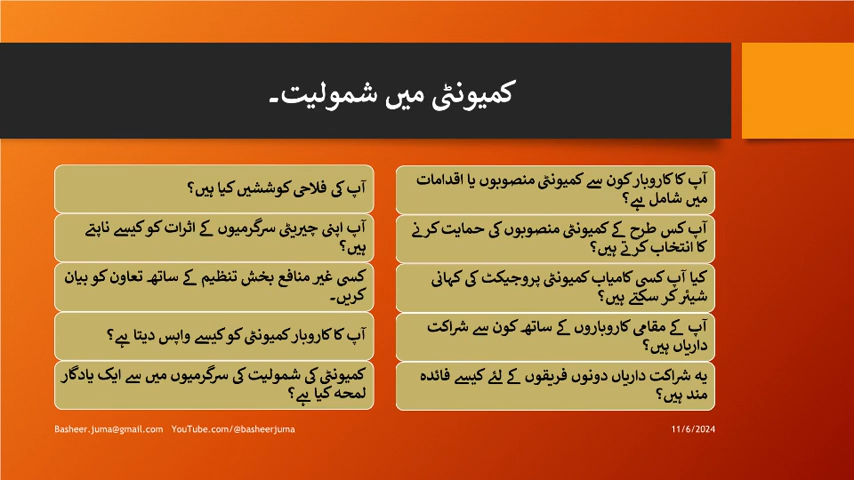 کمیونٹی میں شمولیت۔
آپ کا کاروبار کون سے کمیونٹی منصوبوں یا اقدامات
میں شامل ہے؟
آپ کس طرح کے کمیونٹی منصوبوں کی حمایت کرنے
کا انتخاب کرتے ہیں؟
کیا آپ کسی کامیاب کمیونٹی پروجیکٹ کی کہانی
شیئر کر سکتے ہیں؟
آپ کے مقامی کاروباروں کے ساتھ کون سے شراکت
داریاں ہیں؟
یہ شراکت داریاں دونوں فریقوں کے لئے کیسے فائدہ
مند ہیں؟
آپ کی فلاحی کوششیں کیا ہیں؟
آپ اپنی چیریٹی سرگرمیوں کے اثرات کو کیسے ناپتے
ہیں؟
کسی غیر منافع بخش تنظیم کے ساتھ تعاون کو بیان
کریں۔
آپ کا کاروبار کمیونٹی کو کیسے واپس دیتا ہے؟
کمیونٹی کی شمولیت کی سرگرمیوں میں سے ایک یادگار
لمحہ کیا ہے؟
Basheer.juma@gmail.com YouTube.com/@basheerjuma
11/6/2024